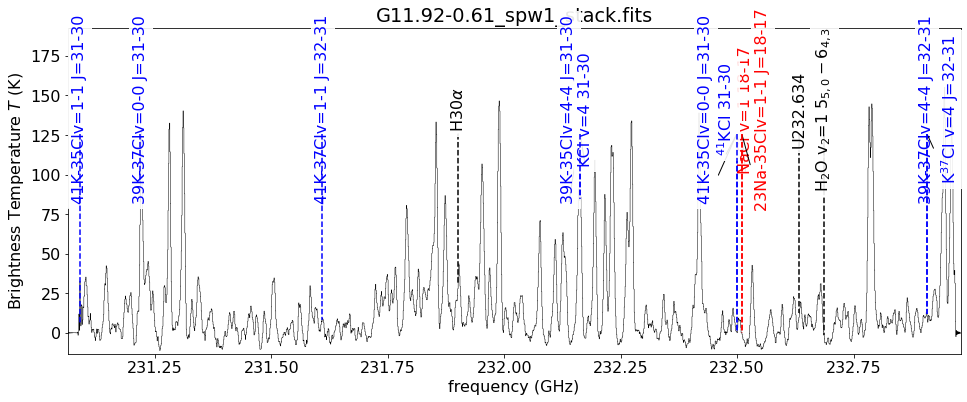 G11.92-0.61_spw1_stack.fits
Brightness Temperature T (K)
175
150
125
100
75
50
25
0
41K-35Clv=1-1 J=31-30
39K-37Clv=0-0 J=31-30
41K-37Clv=1-1 J=32-31
H30α
39K-35Clv=4-4 J=31-30
KCl v=4 31-30
41K-35Clv=0-0 J=31-30
⁴¹KCl 31-30
v=1 18-17
23Na-35Clv=1-1 J=18-17
U232.634
H₂O v₂=1 5₅,₀ − 6₄,₃
39K-37Clv=4-4 J=32-31
K³⁷Cl v=4 J=32-31
231.25
231.50
231.75
232.00
232.25
232.50
232.75
frequency (GHz)